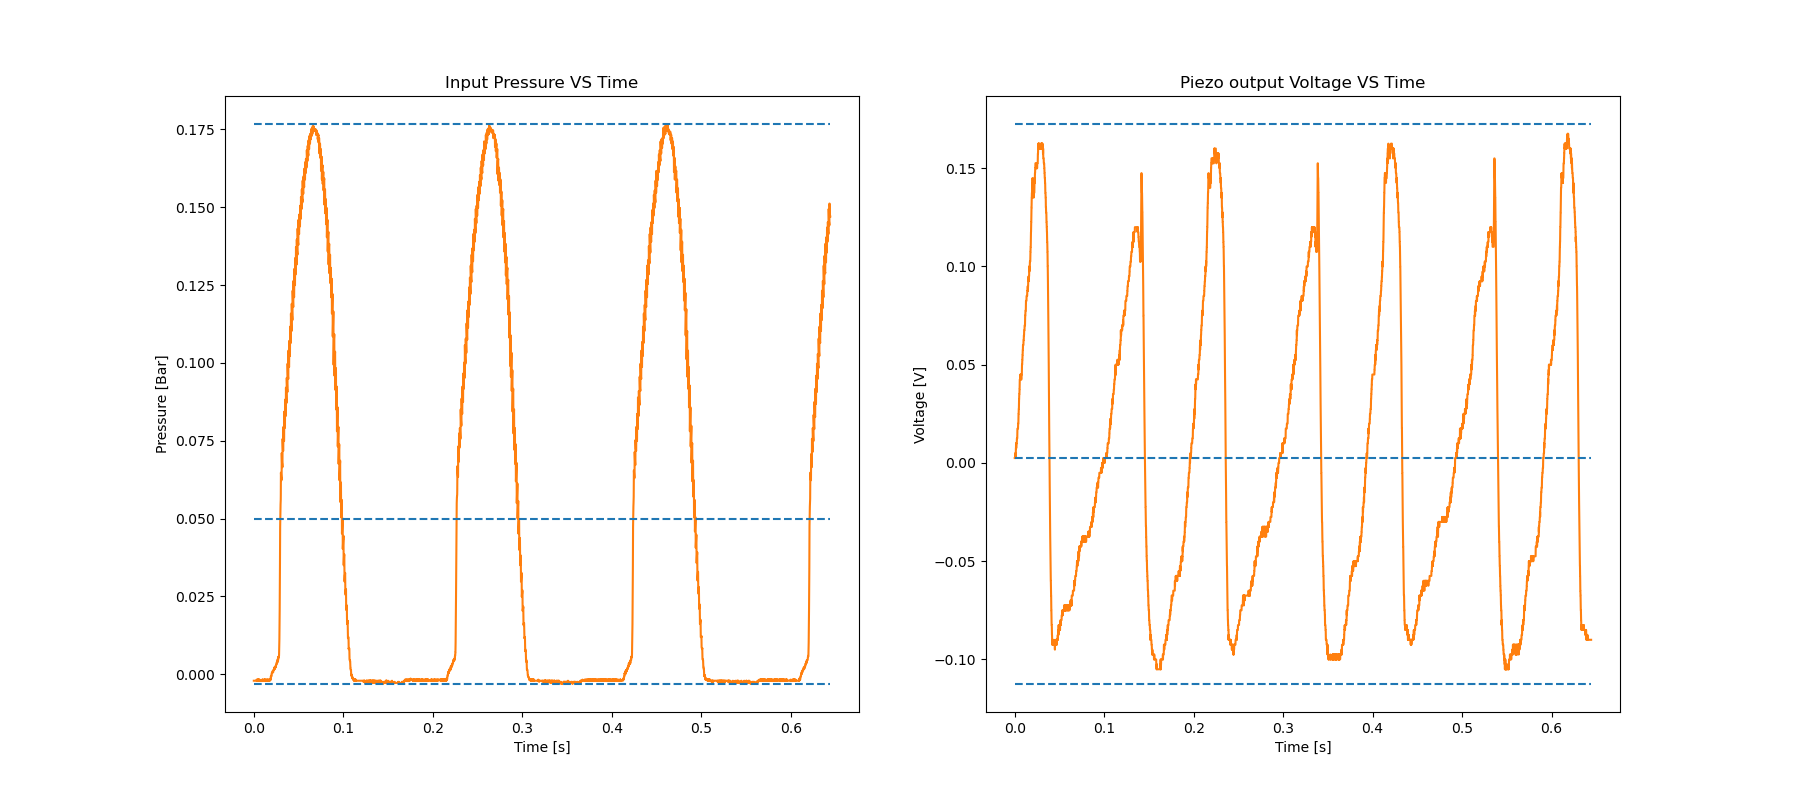 Input Pressure VS Time
Pressure [Bar]
0.175
0.150
0.125
0.100
0.075
0.050
0.025
0.000
0.0 0.1 0.2 0.3 0.4 0.5 0.6
Time [s]
Piezo output Voltage VS Time
Voltage [V]
0.15
0.10
0.05
0.00
−0.05
−0.10
0.0 0.1 0.2 0.3 0.4 0.5 0.6
Time [s]